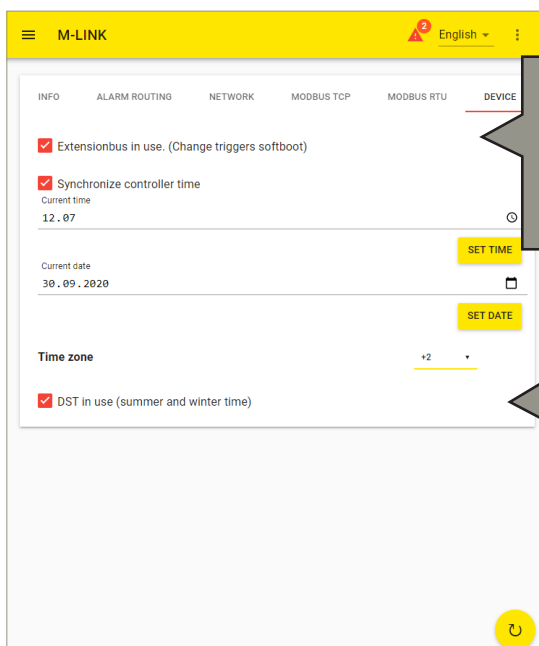 M-LINK
2
English
INFO ALARM ROUTING NETWORK MODBUS TCP MODBUS RTU DEVICE
Extensionbus in use. (Change triggers softboot)
Synchronize controller time
Current time
12.07
SET TIME
Current date
30.09.2020
SET DATE
Time zone +2
DST in use (summer and winter time)